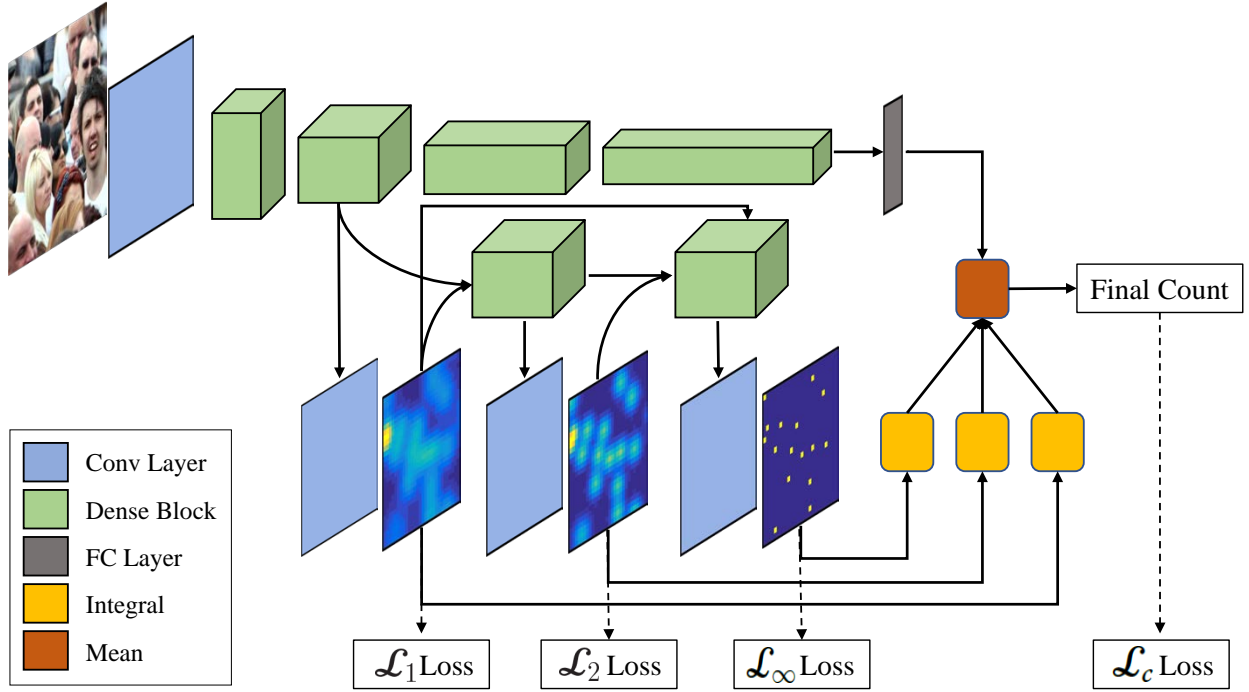 Final Count
Conv Layer
Dense Block
FC Layer
Integral
Mean
ℒ₁ Loss
ℒ₂ Loss
ℒ∞ Loss
ℒc Loss